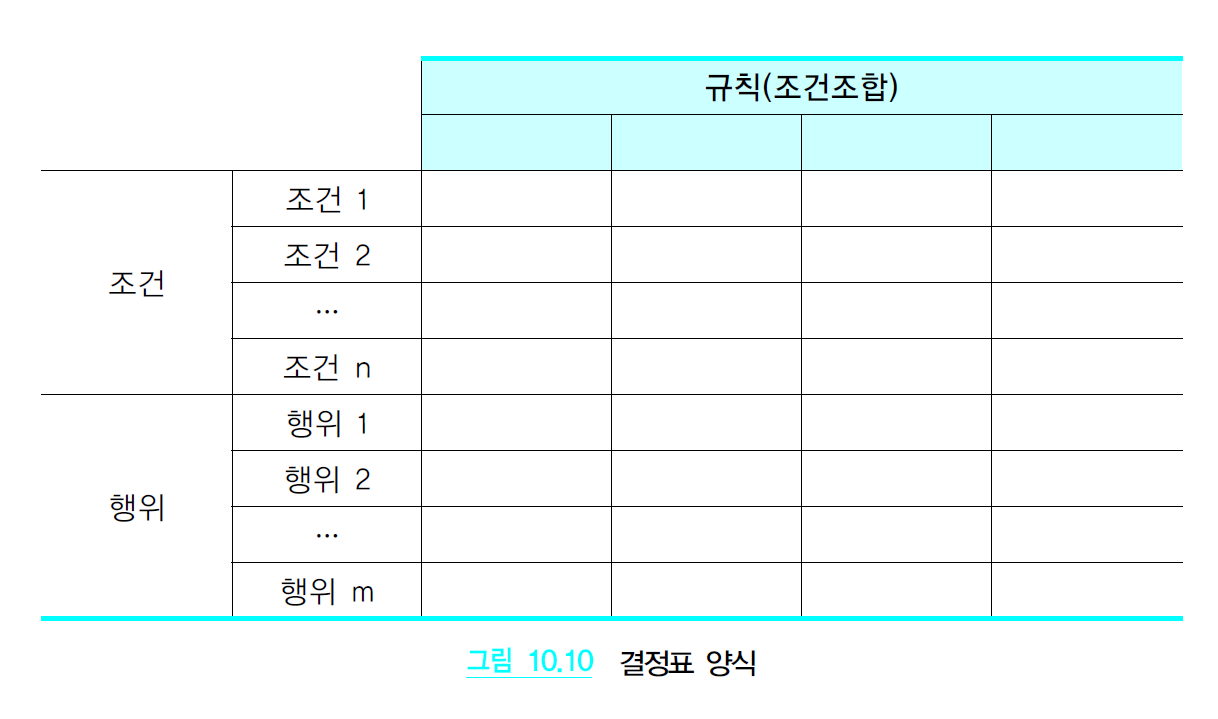 규칙(조건조합)
조건
조건 1
조건 2
···
조건 n
행위
행위 1
행위 2
···
행위 m
그림 10.10 결정표 양식